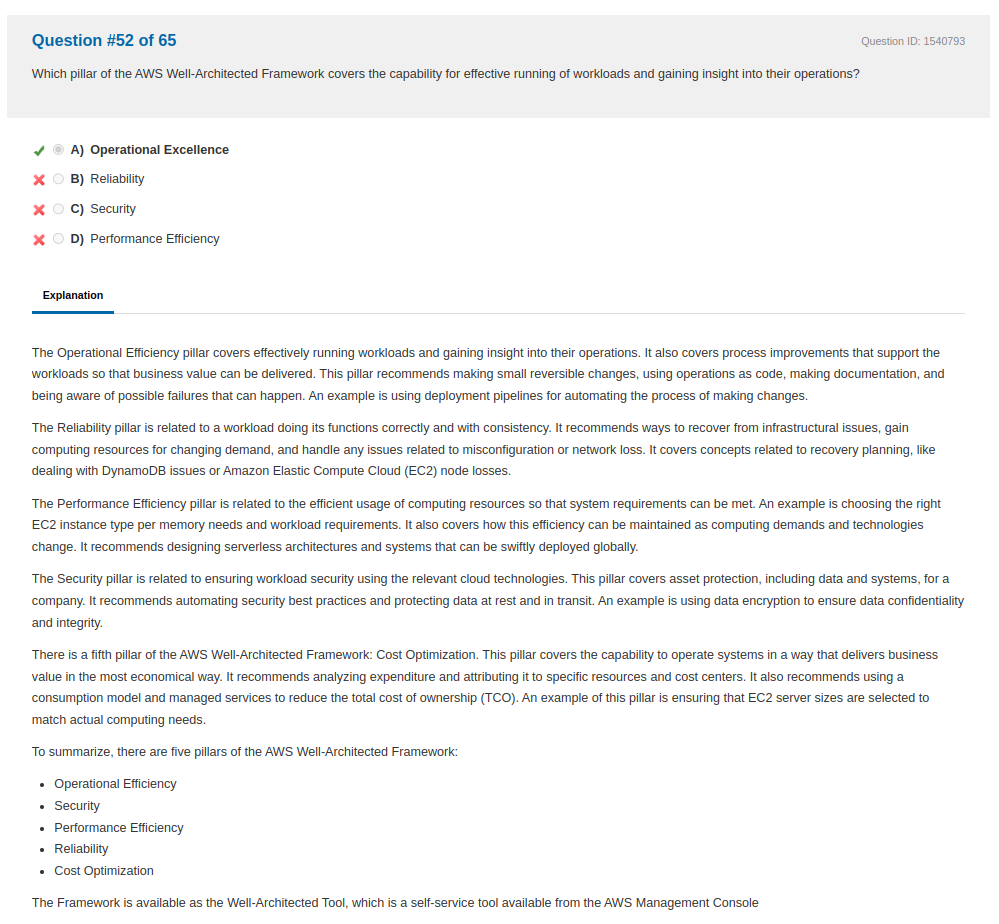 Question #52 of 65
Question ID: 1540793
Which pillar of the AWS Well-Architected Framework covers the capability for effective running of workloads and gaining insight into their operations?
A) Operational Excellence
B) Reliability
C) Security
D) Performance Efficiency
Explanation
The Operational Efficiency pillar covers effectively running workloads and gaining insight into their operations. It also covers process improvements that support the
workloads so that business value can be delivered. This pillar recommends making small reversible changes, using operations as code, making documentation, and
being aware of possible failures that can happen. An example is using deployment pipelines for automating the process of making changes.
The Reliability pillar is related to a workload doing its functions correctly and with consistency. It recommends ways to recover from infrastructural issues, gain
computing resources for changing demand, and handle any issues related to misconfiguration or network loss. It covers concepts related to recovery planning, like
dealing with DynamoDB issues or Amazon Elastic Compute Cloud (EC2) node losses.
The Performance Efficiency pillar is related to the efficient usage of computing resources so that system requirements can be met. An example is choosing the right
EC2 instance type per memory needs and workload requirements. It also covers how this efficiency can be maintained as computing demands and technologies
change. It recommends designing serverless architectures and systems that can be swiftly deployed globally.
The Security pillar is related to ensuring workload security using the relevant cloud technologies. This pillar covers asset protection, including data and systems, for a
company. It recommends automating security best practices and protecting data at rest and in transit. An example is using data encryption to ensure data confidentiality
and integrity.
There is a fifth pillar of the AWS Well-Architected Framework: Cost Optimization. This pillar covers the capability to operate systems in a way that delivers business
value in the most economical way. It recommends analyzing expenditure and attributing it to specific resources and cost centers. It also recommends using a
consumption model and managed services to reduce the total cost of ownership (TCO). An example of this pillar is ensuring that EC2 server sizes are selected to
match actual computing needs.
To summarize, there are five pillars of the AWS Well-Architected Framework:
• Operational Efficiency
• Security
• Performance Efficiency
• Reliability
• Cost Optimization
The Framework is available as the Well-Architected Tool, which is a self-service tool available from the AWS Management Console